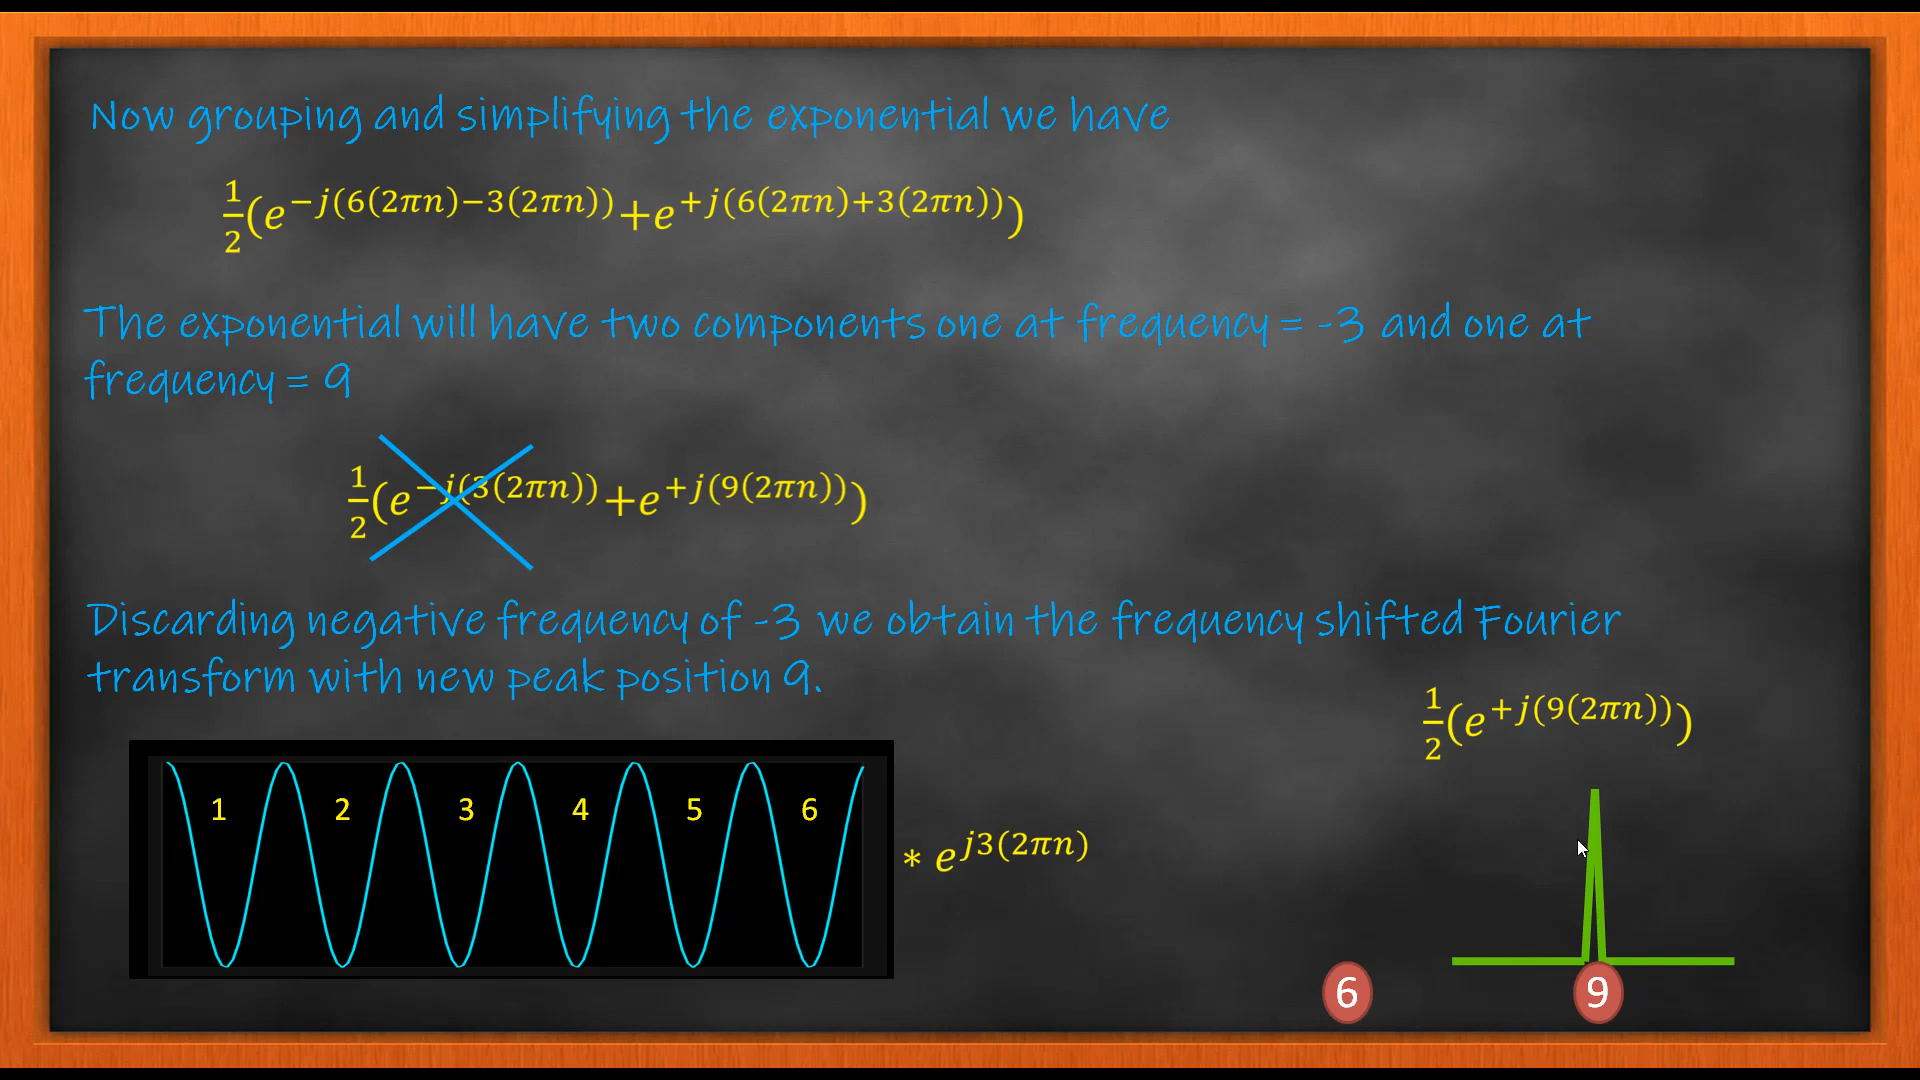 Now grouping and simplifying the exponential we have
½(e^{−j(6(2πn)−3(2πn))}+e^{+j(6(2πn)+3(2πn))})
The exponential will have two components one at frequency = -3 and one at
frequency = 9
½(e^{−j(3(2πn))}+e^{+j(9(2πn))})
Discarding negative frequency of -3 we obtain the frequency shifted Fourier
transform with new peak position 9.
½(e^{+j(9(2πn))})
1 2 3 4 5 6
* e^{j3(2πn)}
6 9